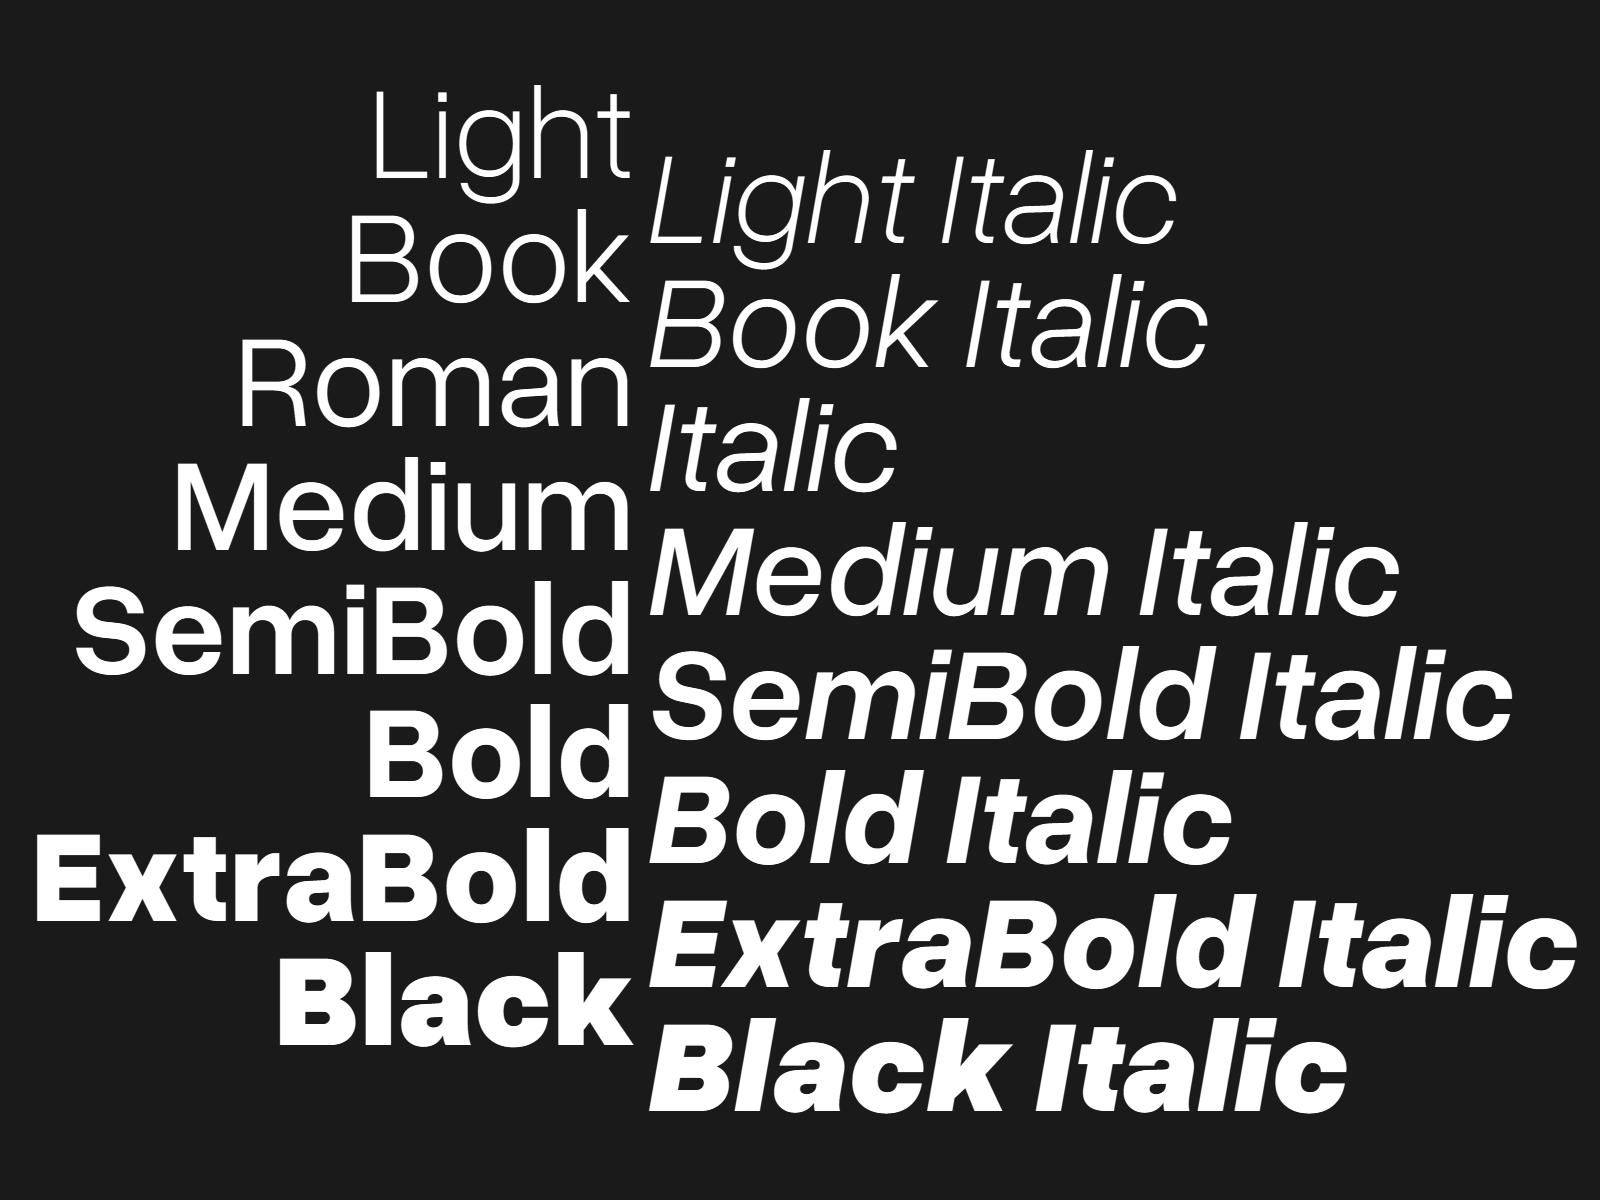 Light
Book
Roman
Medium
SemiBold
Bold
ExtraBold
Black
Light Italic
Book Italic
Italic
Medium Italic
SemiBold Italic
Bold Italic
ExtraBold Italic
Black Italic